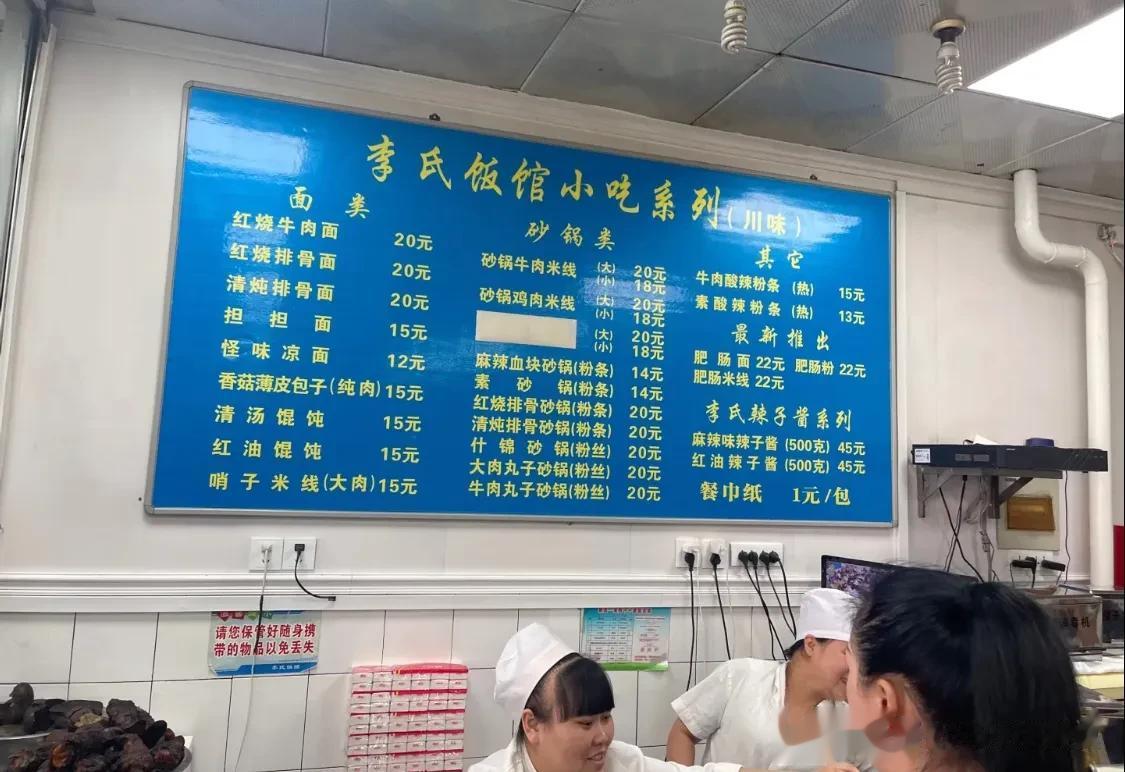 李氏饭馆小吃系列(川味)
面类
红烧牛肉面 20元
红烧排骨面 20元
清炖排骨面 20元
担担面 15元
怪味凉面 12元
香菇薄皮包子(纯肉) 15元
清汤馄饨 15元
红油馄饨 15元
哨子米线(大肉) 15元
砂锅类
砂锅牛肉米线 (大) 20元
(小) 18元
砂锅鸡肉米线 (大) 20元
(小) 18元
(大) 20元
(小) 18元
麻辣血块砂锅(粉条) 14元
素砂锅(粉条) 14元
红烧排骨砂锅(粉条) 20元
清炖排骨砂锅(粉条) 20元
什锦砂锅(粉丝) 20元
大肉丸子砂锅(粉丝) 20元
牛肉丸子砂锅(粉丝) 20元
其它
牛肉酸辣粉条(热) 15元
素酸辣粉条(热) 13元
最新推出
肥肠面 22元 肥肠粉 22元
肥肠米线 22元
李氏辣子酱系列
麻辣味辣子酱(500克) 45元
红油辣子酱(500克) 45元
餐巾纸 1元/包
请您保管好随身携
带的物品以免丢失
李氏饭馆